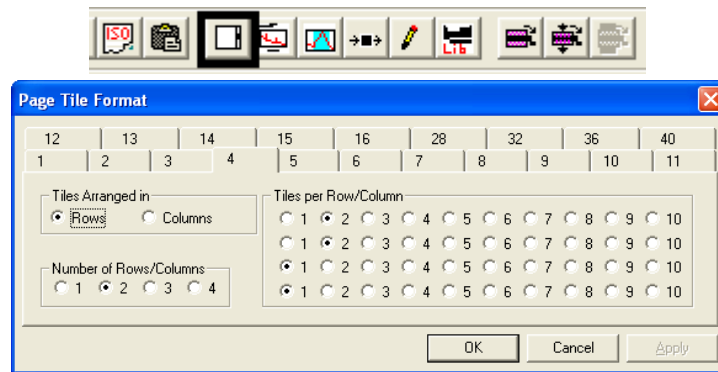 ISO
Lib
Page Tile Format
12 13 14 15 16 28 32 36 40
1 2 3 4 5 6 7 8 9 10 11
Tiles Arranged in
Rows Columns
Number of Rows/Columns
1 2 3 4
Tiles per Row/Column
1 2 3 4 5 6 7 8 9 10
1 2 3 4 5 6 7 8 9 10
1 2 3 4 5 6 7 8 9 10
1 2 3 4 5 6 7 8 9 10
OK Cancel Apply